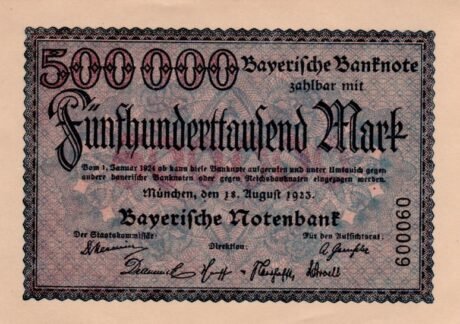 500000 Bayerische Banknote
zahlbar mit
Fünfhunderttausend Mark
Vom 1. Januar 1924 ab kann diese Banknote aufgerufen und unter Umtausch gegen
andere bayerische Banknoten oder gegen Reichsbanknoten eingezogen werden.
München, den 18. August 1923.
Bayerische Notenbank
Der Staatskommissär: Direktion: Für den Aufsichtsrat:
600060